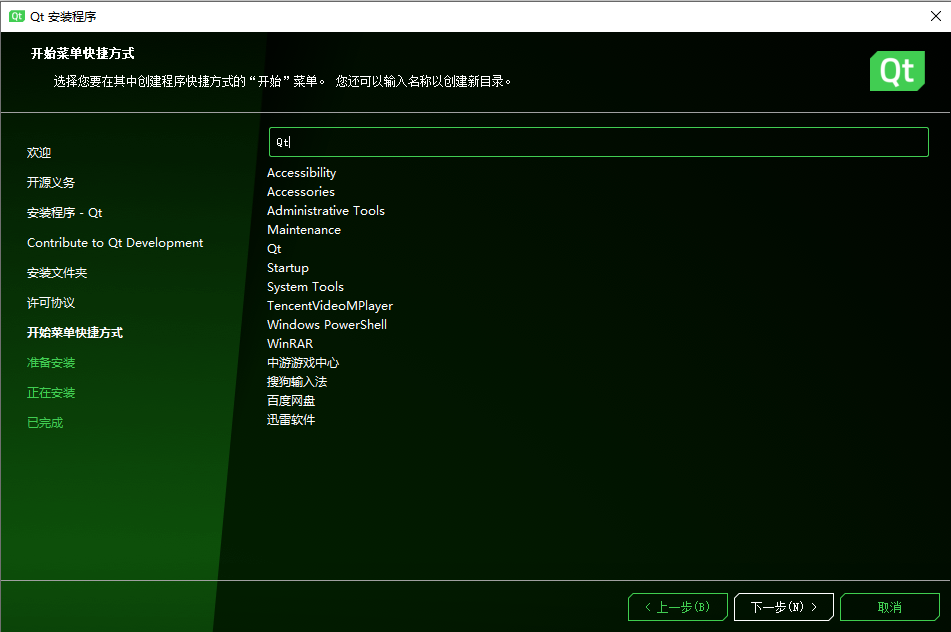 Qt Qt 安装程序
开始菜单快捷方式
选择您要在其中创建程序快捷方式的“开始”菜单。 您还可以输入名称以创建新目录。
Qt
欢迎
开源义务
安装程序 - Qt
Contribute to Qt Development
安装文件夹
许可协议
开始菜单快捷方式
准备安装
正在安装
已完成
Qt
Accessibility
Accessories
Administrative Tools
Maintenance
Qt
Startup
System Tools
TencentVideoMPlayer
Windows PowerShell
WinRAR
中游游戏中心
搜狗输入法
百度网盘
迅雷软件
< 上一步(B) 下一步(N) > 取消